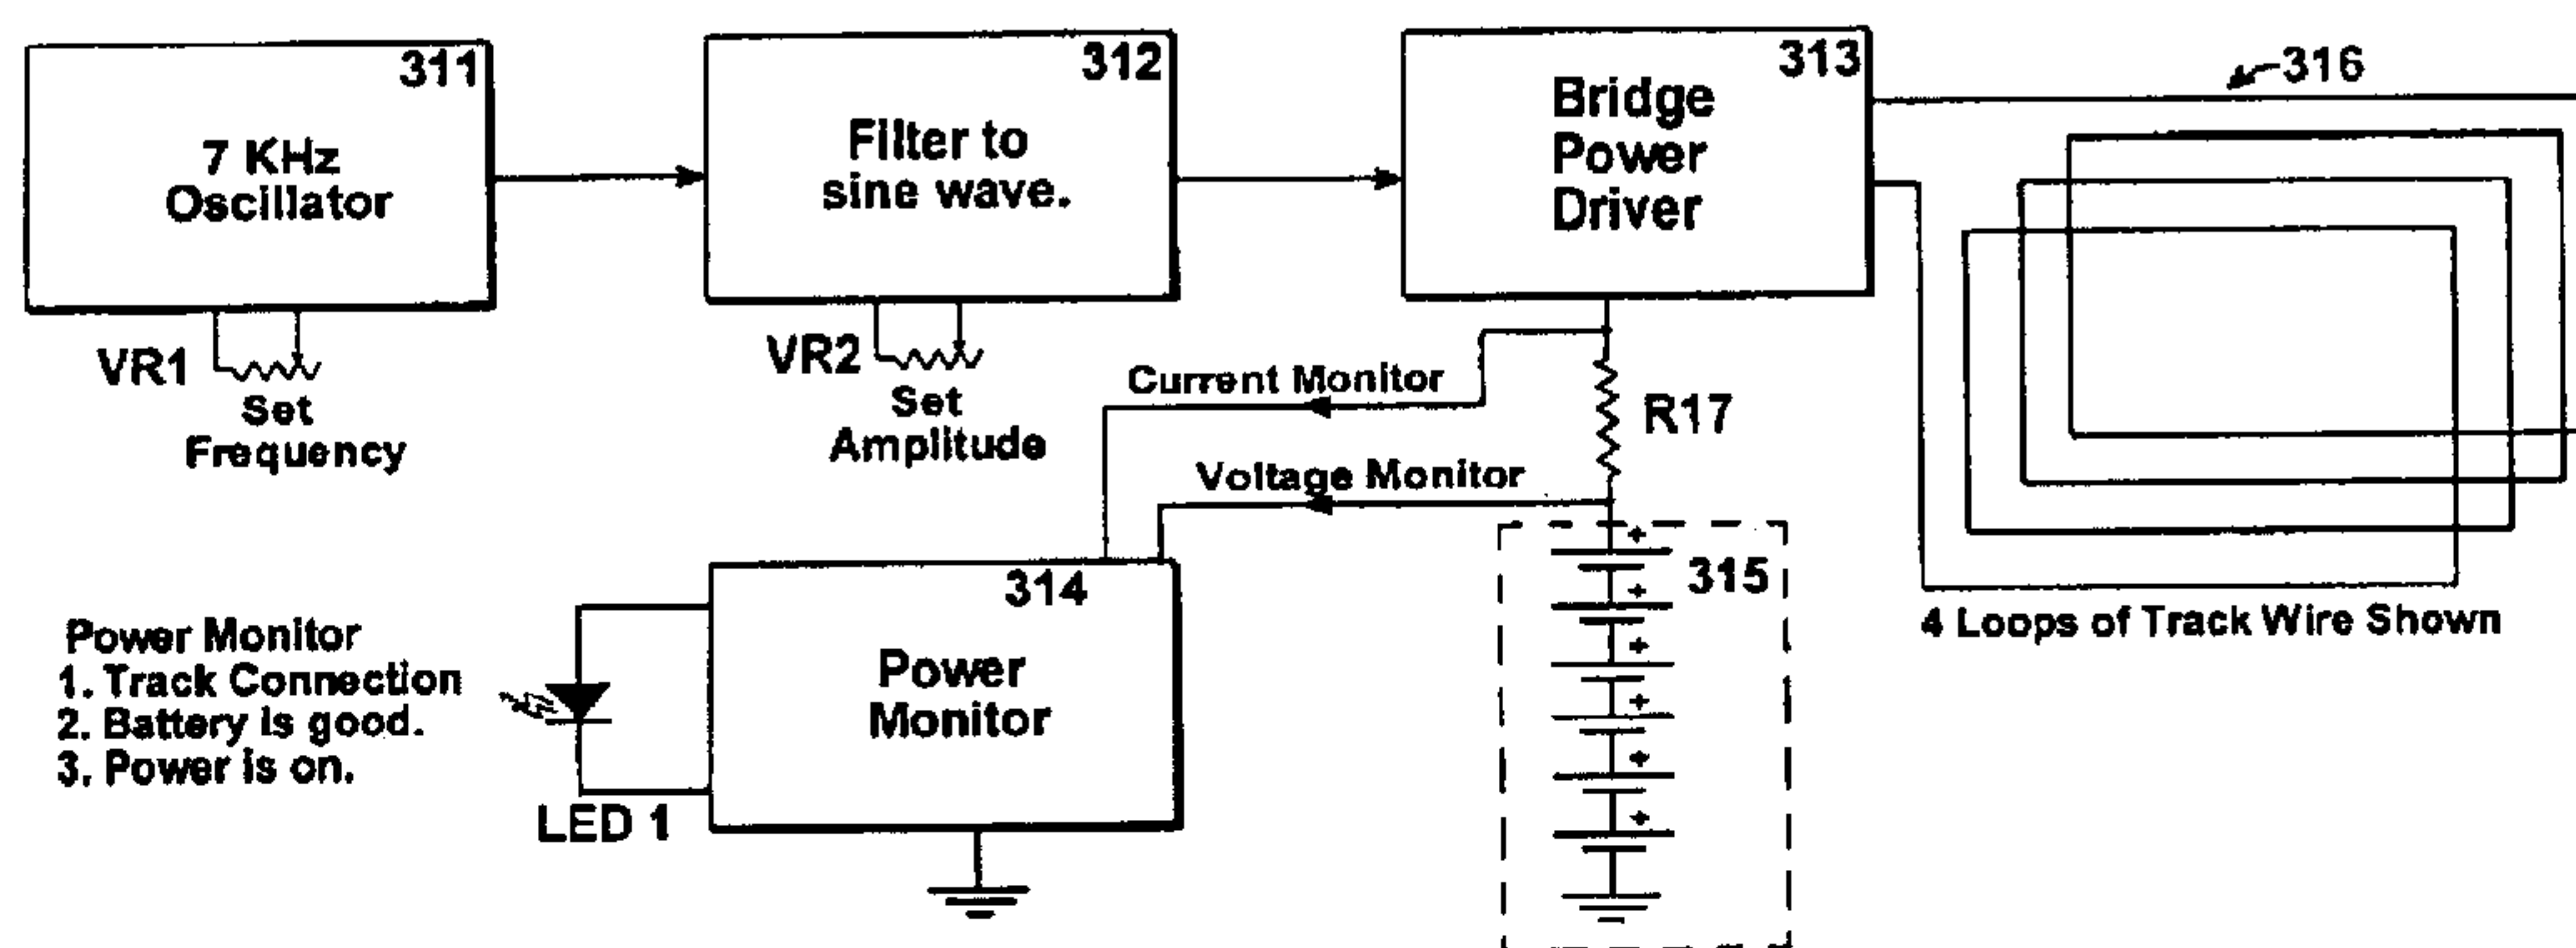 311
7 KHz
Oscillator
VR1
Set
Frequency
312
Filter to
sine wave.
VR2
Set
Amplitude
313
Bridge
Power
Driver
316
Current Monitor
R17
Voltage Monitor
315
+
+
+
+
+
+
4 Loops of Track Wire Shown
314
Power
Monitor
Power Monitor
1. Track Connection
2. Battery is good.
3. Power is on.
LED 1